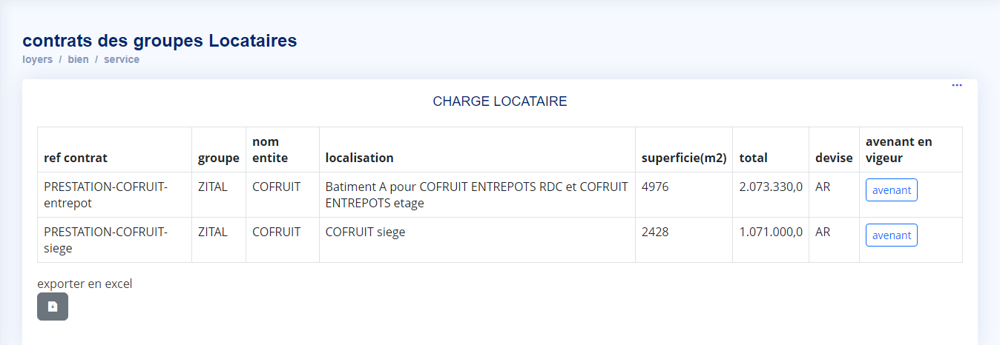 contrats des groupes Locataires
loyers / bien / service
CHARGE LOCATAIRE
ref contrat groupe nom entite localisation superficie(m2) total devise avenant en vigeur
PRESTATION-COFRUIT-entrepot ZITAL COFRUIT Batiment A pour COFRUIT ENTREPOTS RDC et COFRUIT ENTREPOTS etage 4976 2.073.330,0 AR avenant
PRESTATION-COFRUIT-siege ZITAL COFRUIT COFRUIT siege 2428 1.071.000,0 AR avenant
exporter en excel